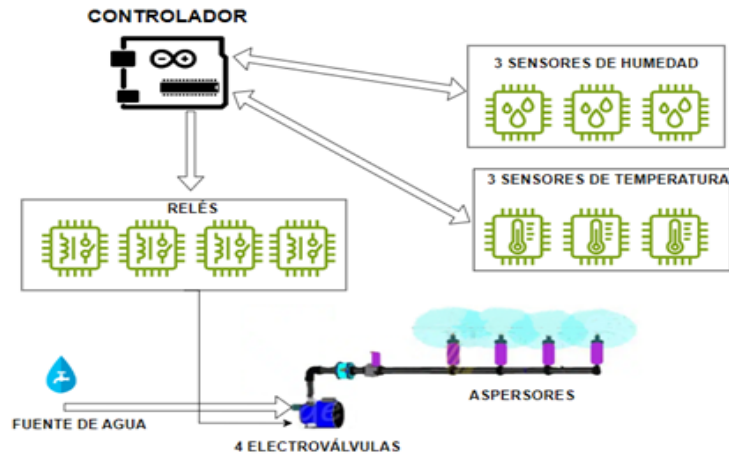 CONTROLADOR
3 SENSORES DE HUMEDAD
3 SENSORES DE TEMPERATURA
RELÉS
ASPERSORES
FUENTE DE AGUA
4 ELECTROVÁLVULAS